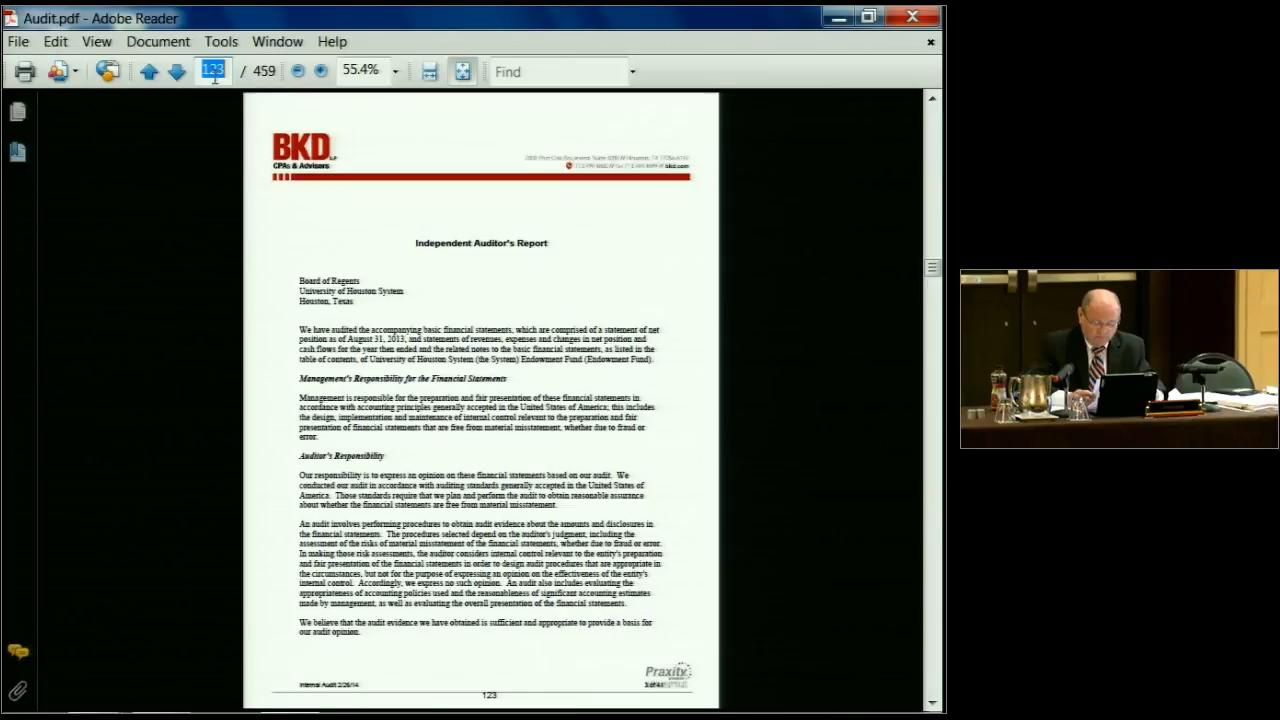 Audit.pdf - Adobe Reader
File Edit View Document Tools Window Help
123 / 459 55.4% Find
BKD LLP
CPAs & Advisors
bkd.com
Independent Auditor's Report
Board of Regents
University of Houston System
Houston, Texas
We have audited the accompanying basic financial statements, which are comprised of a statement of net
position as of August 31, 2013, and statements of revenues, expenses and changes in net position and
cash flows for the year then ended and the related notes to the basic financial statements, as listed in the
table of contents, of University of Houston System (the System) Endowment Fund (Endowment Fund).
Management's Responsibility for the Financial Statements
Management is responsible for the preparation and fair presentation of these financial statements in
accordance with accounting principles generally accepted in the United States of America; this includes
the design, implementation and maintenance of internal control relevant to the preparation and fair
presentation of financial statements that are free from material misstatement, whether due to fraud or
error.
Auditor's Responsibility
Our responsibility is to express an opinion on these financial statements based on our audit. We
conducted our audit in accordance with auditing standards generally accepted in the United States of
America. Those standards require that we plan and perform the audit to obtain reasonable assurance
about whether the financial statements are free from material misstatement.
An audit involves performing procedures to obtain audit evidence about the amounts and disclosures in
the financial statements. The procedures selected depend on the auditor's judgment, including the
assessment of the risks of material misstatement of the financial statements, whether due to fraud or error.
In making those risk assessments, the auditor considers internal control relevant to the entity's preparation
and fair presentation of the financial statements in order to design audit procedures that are appropriate in
the circumstances, but not for the purpose of expressing an opinion on the effectiveness of the entity's
internal control. Accordingly, we express no such opinion. An audit also includes evaluating the
appropriateness of accounting policies used and the reasonableness of significant accounting estimates
made by management, as well as evaluating the overall presentation of the financial statements.
We believe that the audit evidence we have obtained is sufficient and appropriate to provide a basis for
our audit opinion.
Praxity
Internal Audit 2/26/14
123